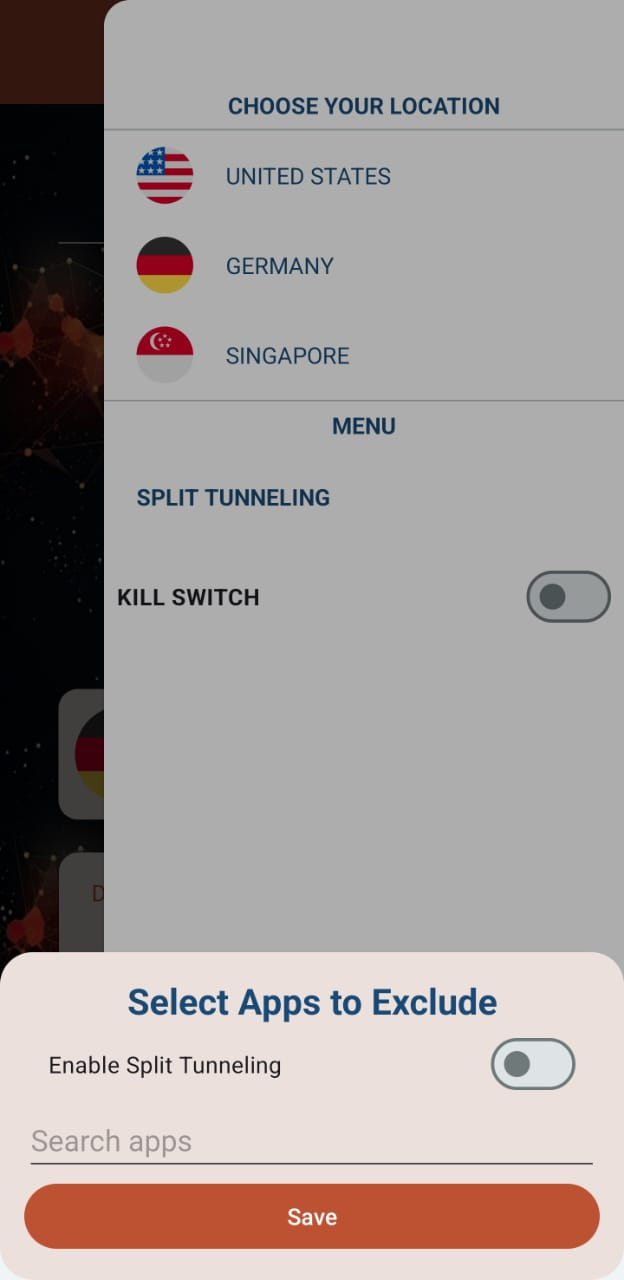 CHOOSE YOUR LOCATION
UNITED STATES
GERMANY
SINGAPORE
MENU
SPLIT TUNNELING
KILL SWITCH
D
Select Apps to Exclude
Enable Split Tunneling
Search apps
Save